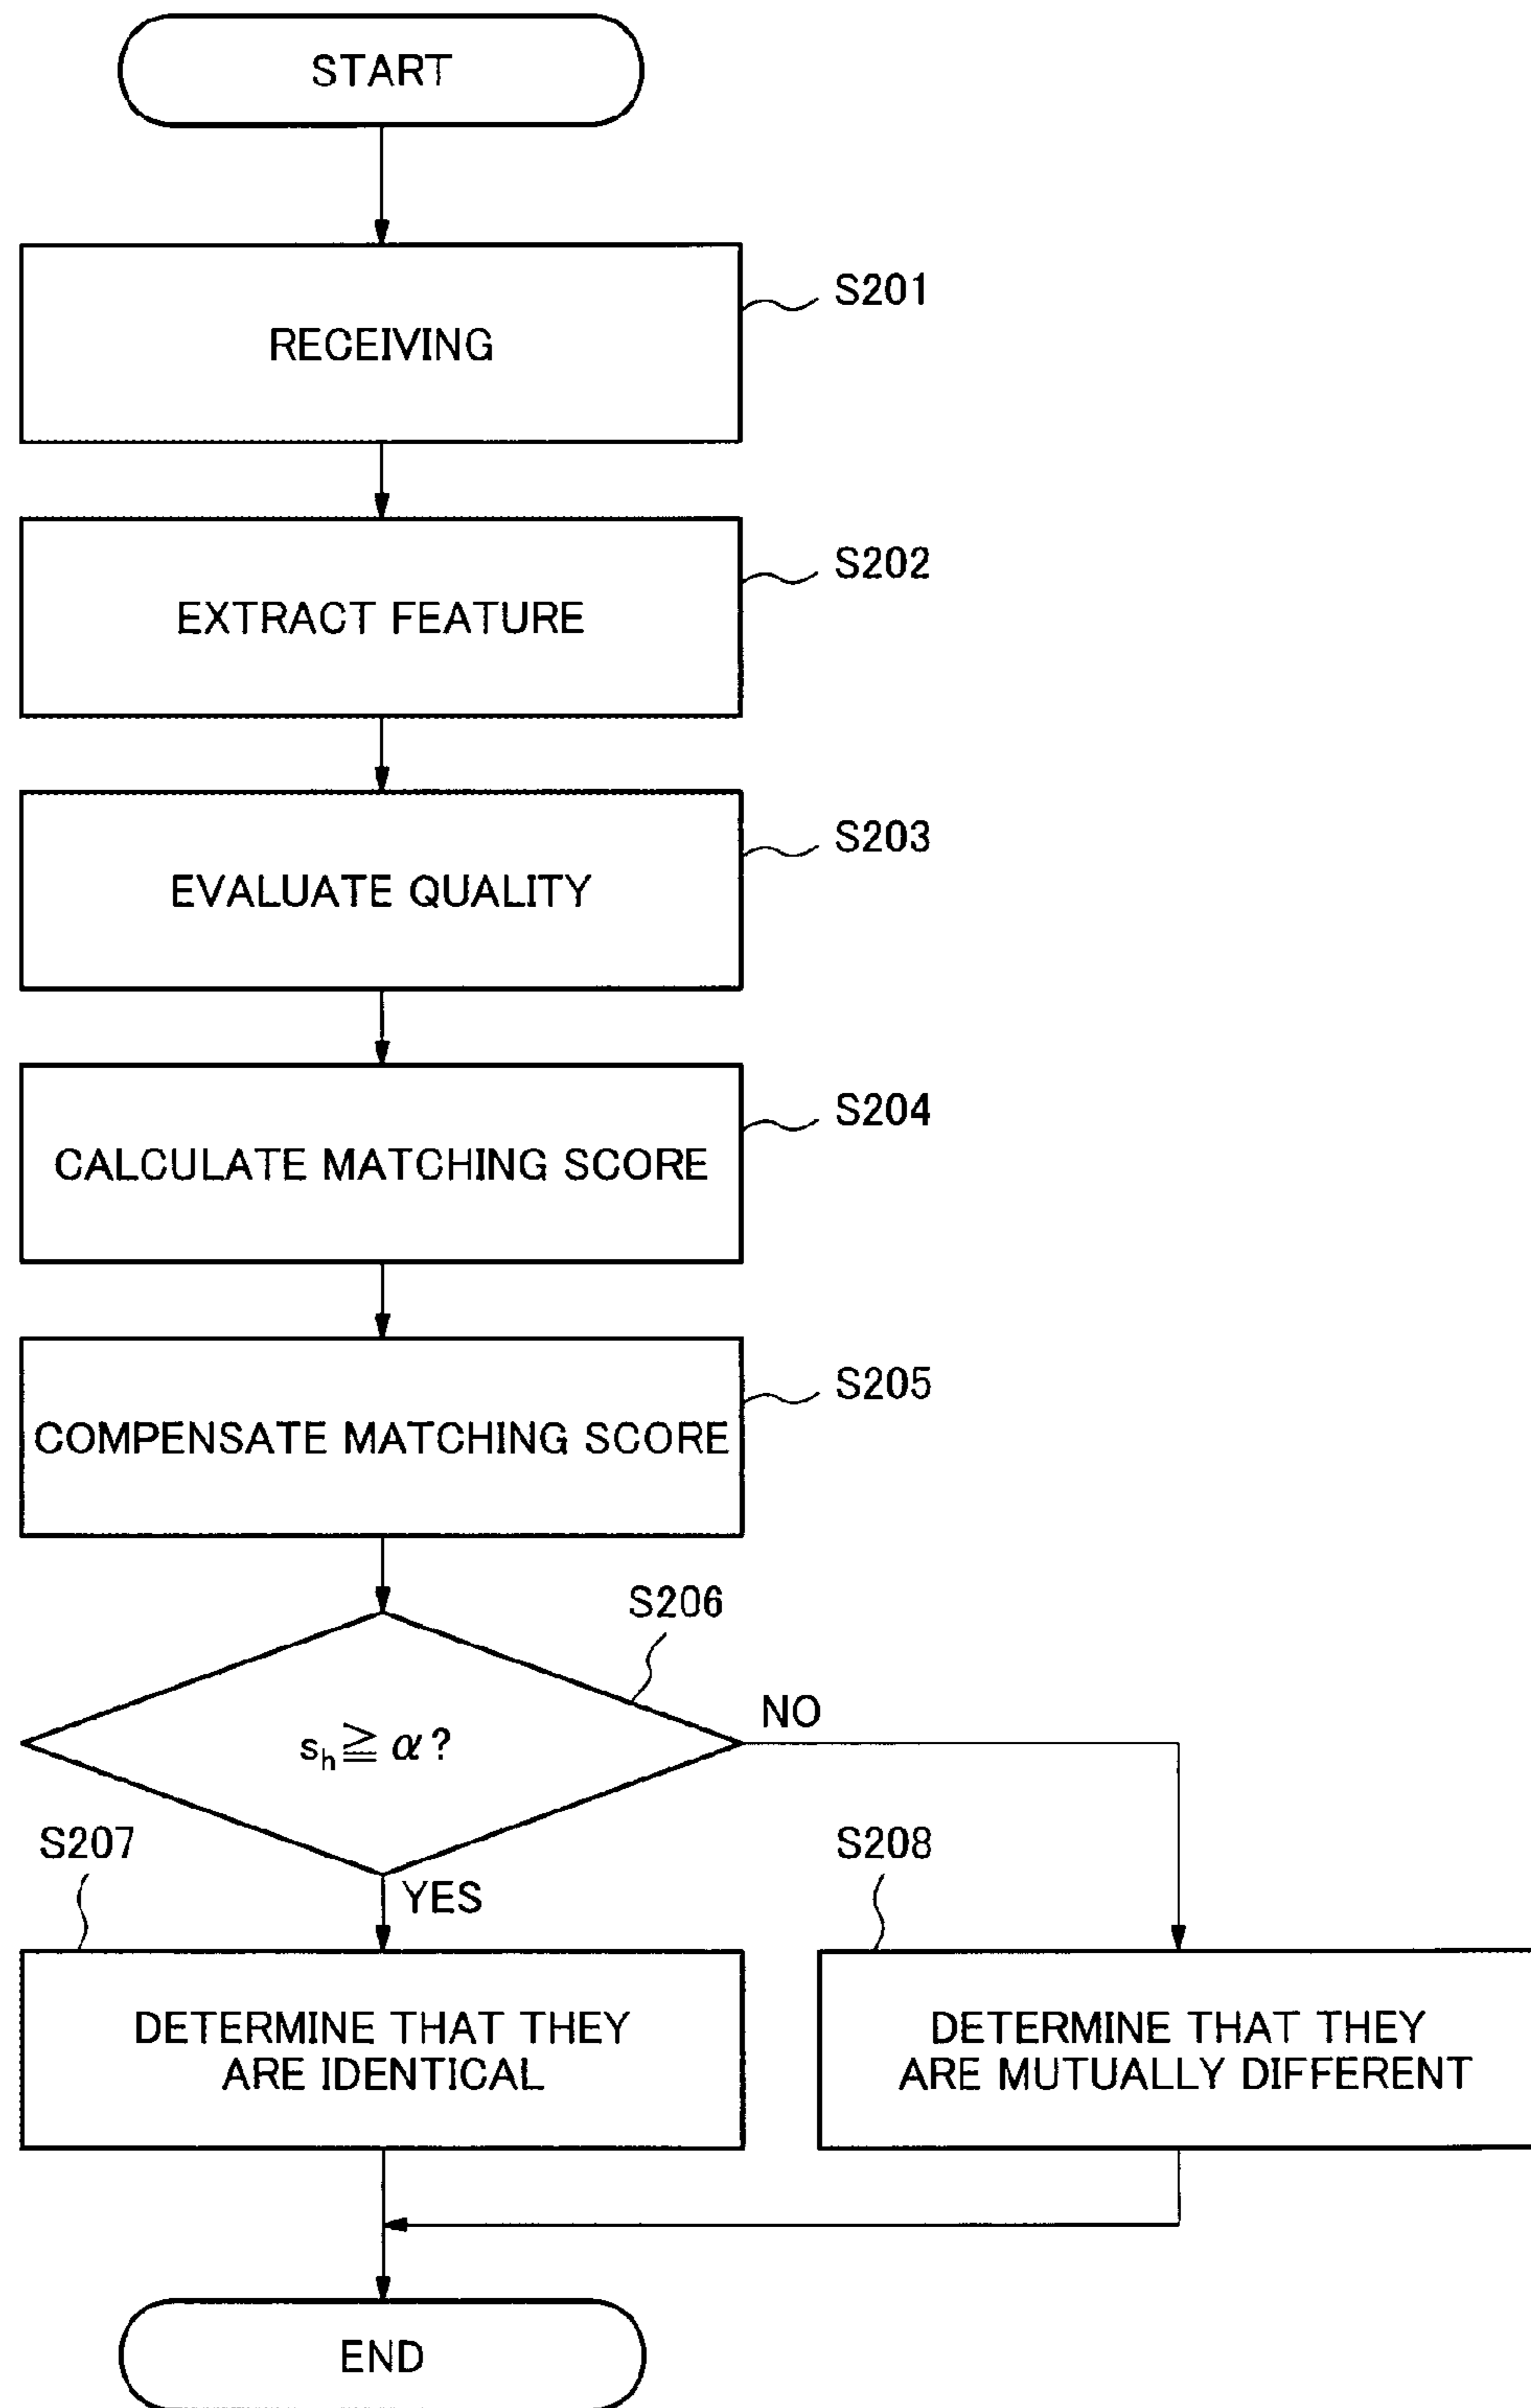 START
RECEIVING
S201
EXTRACT FEATURE
S202
EVALUATE QUALITY
S203
CALCULATE MATCHING SCORE
S204
COMPENSATE MATCHING SCORE
S205
S206
sₕ≧α?
NO
YES
S207
DETERMINE THAT THEY
ARE IDENTICAL
S208
DETERMINE THAT THEY
ARE MUTUALLY DIFFERENT
END